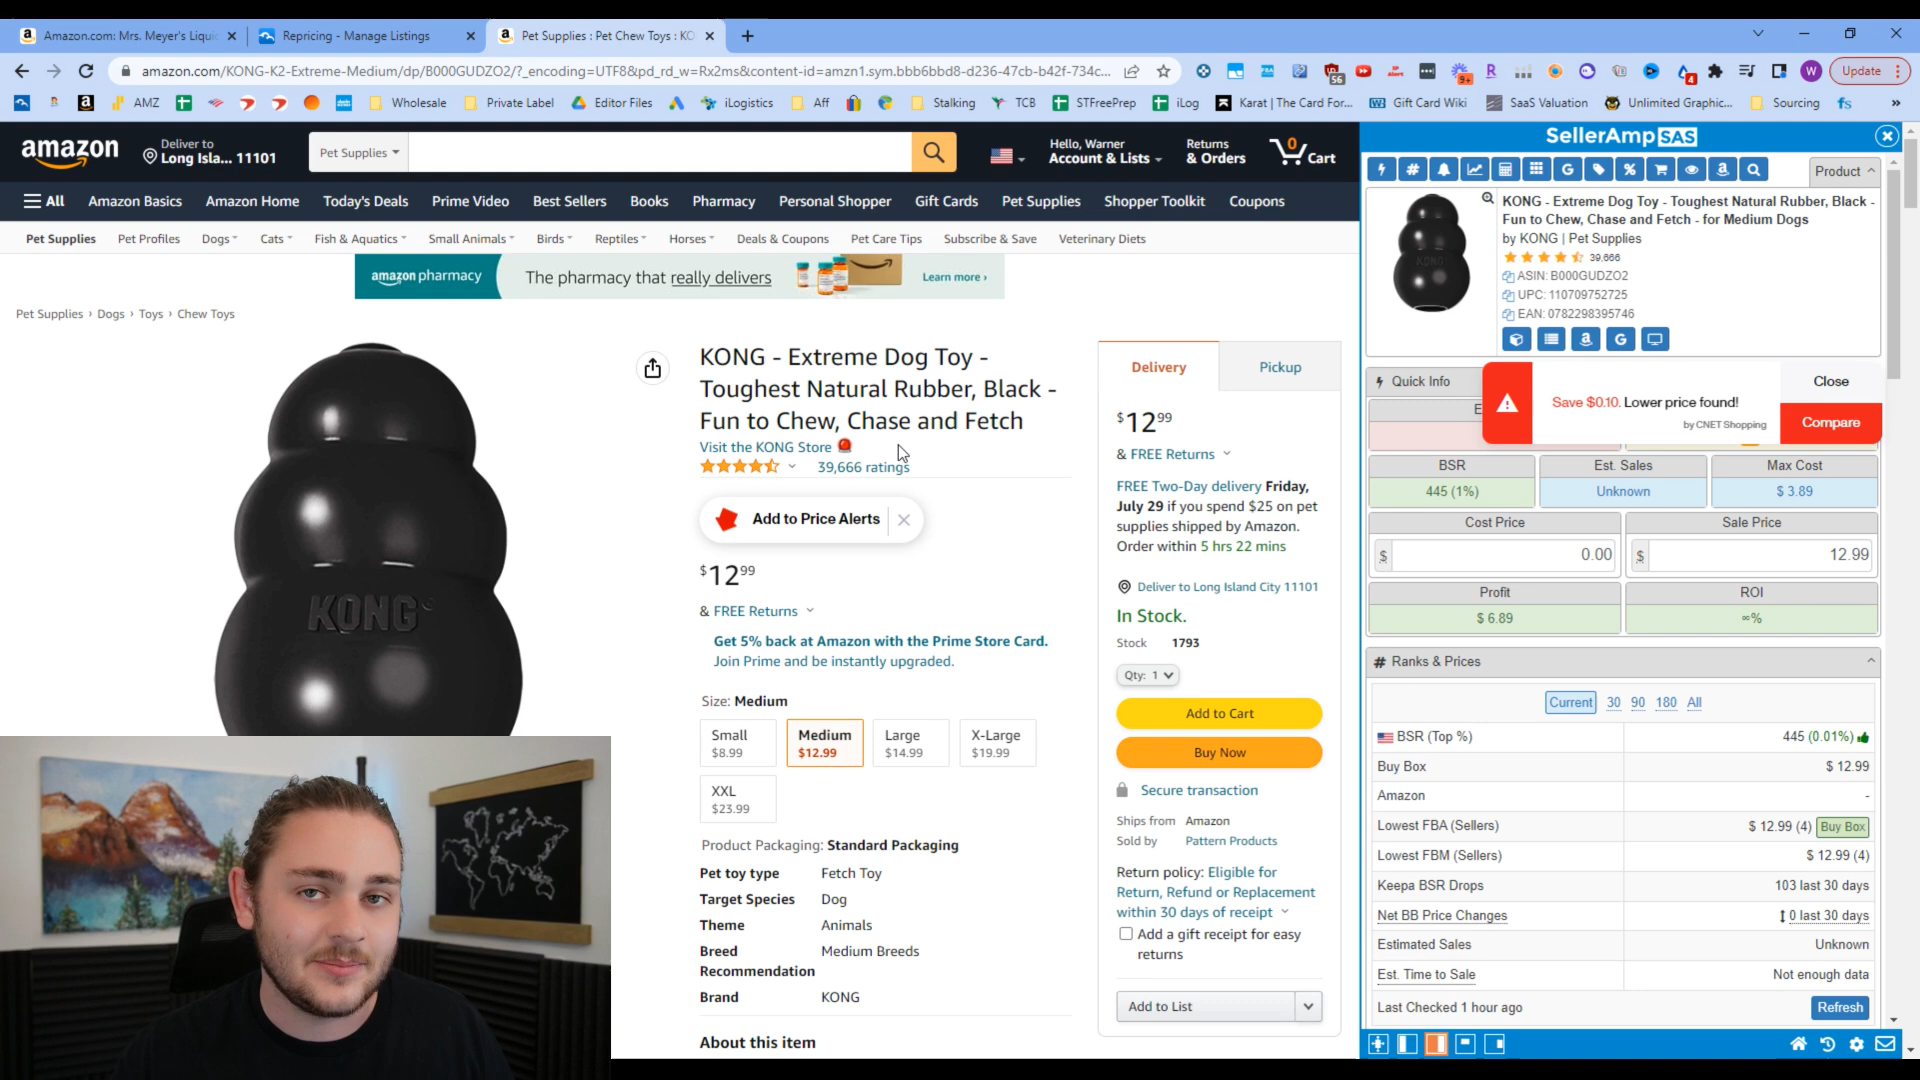 Amazon.com: Mrs. Meyer's Liqui
Repricing - Manage Listings
Pet Supplies : Pet Chew Toys : KO
amazon.com/KONG-K2-Extreme-Medium/dp/B000GUDZO2/?_encoding=UTF8&pd_rd_w=Rx2ms&content-id=amzn1.sym.bbb6bbd8-d236-47cb-b42f-734c...
56
9+
4
W
Update
AMZ
Wholesale
Private Label
Editor Files
iLogistics
Aff
Stalking
TCB
STFreePrep
iLog
Karat | The Card For...
Gift Card Wiki
SaaS Valuation
Unlimited Graphic...
Sourcing
fs
»
amazon
Deliver to
Long Isla... 11101
Pet Supplies
Hello, Warner
Account & Lists
Returns
& Orders
0
Cart
All
Amazon Basics
Amazon Home
Today's Deals
Prime Video
Best Sellers
Books
Pharmacy
Personal Shopper
Gift Cards
Pet Supplies
Shopper Toolkit
Coupons
Pet Supplies
Pet Profiles
Dogs
Cats
Fish & Aquatics
Small Animals
Birds
Reptiles
Horses
Deals & Coupons
Pet Care Tips
Subscribe & Save
Veterinary Diets
amazon pharmacy
The pharmacy that really delivers
Learn more ›
Pet Supplies › Dogs › Toys › Chew Toys
KONG
KONG - Extreme Dog Toy -
Toughest Natural Rubber, Black -
Fun to Chew, Chase and Fetch
Visit the KONG Store
39,666 ratings
Add to Price Alerts
$12 99
& FREE Returns
Get 5% back at Amazon with the Prime Store Card.
Join Prime and be instantly upgraded.
Size: Medium
Small
$8.99
Medium
$12.99
Large
$14.99
X-Large
$19.99
XXL
$23.99
Product Packaging: Standard Packaging
Pet toy type Fetch Toy
Target Species Dog
Theme Animals
Breed Medium Breeds
Recommendation
Brand KONG
About this item
Delivery
Pickup
$12 99
& FREE Returns
FREE Two-Day delivery Friday,
July 29 if you spend $25 on pet
supplies shipped by Amazon.
Order within 5 hrs 22 mins
Deliver to Long Island City 11101
In Stock.
Stock 1793
Qty: 1
Add to Cart
Buy Now
Secure transaction
Ships from Amazon
Sold by Pattern Products
Return policy: Eligible for
Return, Refund or Replacement
within 30 days of receipt
Add a gift receipt for easy
returns
Add to List
SellerAmp SAS
Product
KONG - Extreme Dog Toy - Toughest Natural Rubber, Black -
Fun to Chew, Chase and Fetch - for Medium Dogs
by KONG | Pet Supplies
39,666
ASIN: B000GUDZO2
UPC: 110709752725
EAN: 0782298395746
Quick Info
E
Save $0.10. Lower price found!
by CNET Shopping
Close
Compare
BSR
Est. Sales
Max Cost
445 (1%)
Unknown
$ 3.89
Cost Price
Sale Price
$ 0.00
$ 12.99
Profit
ROI
$ 6.89
∞%
# Ranks & Prices
Current 30 90 180 All
BSR (Top %) 445 (0.01%)
Buy Box $ 12.99
Amazon -
Lowest FBA (Sellers) $ 12.99 (4) Buy Box
Lowest FBM (Sellers) $ 12.99 (4)
Keepa BSR Drops 103 last 30 days
Net BB Price Changes 0 last 30 days
Estimated Sales Unknown
Est. Time to Sale Not enough data
Last Checked 1 hour ago
Refresh